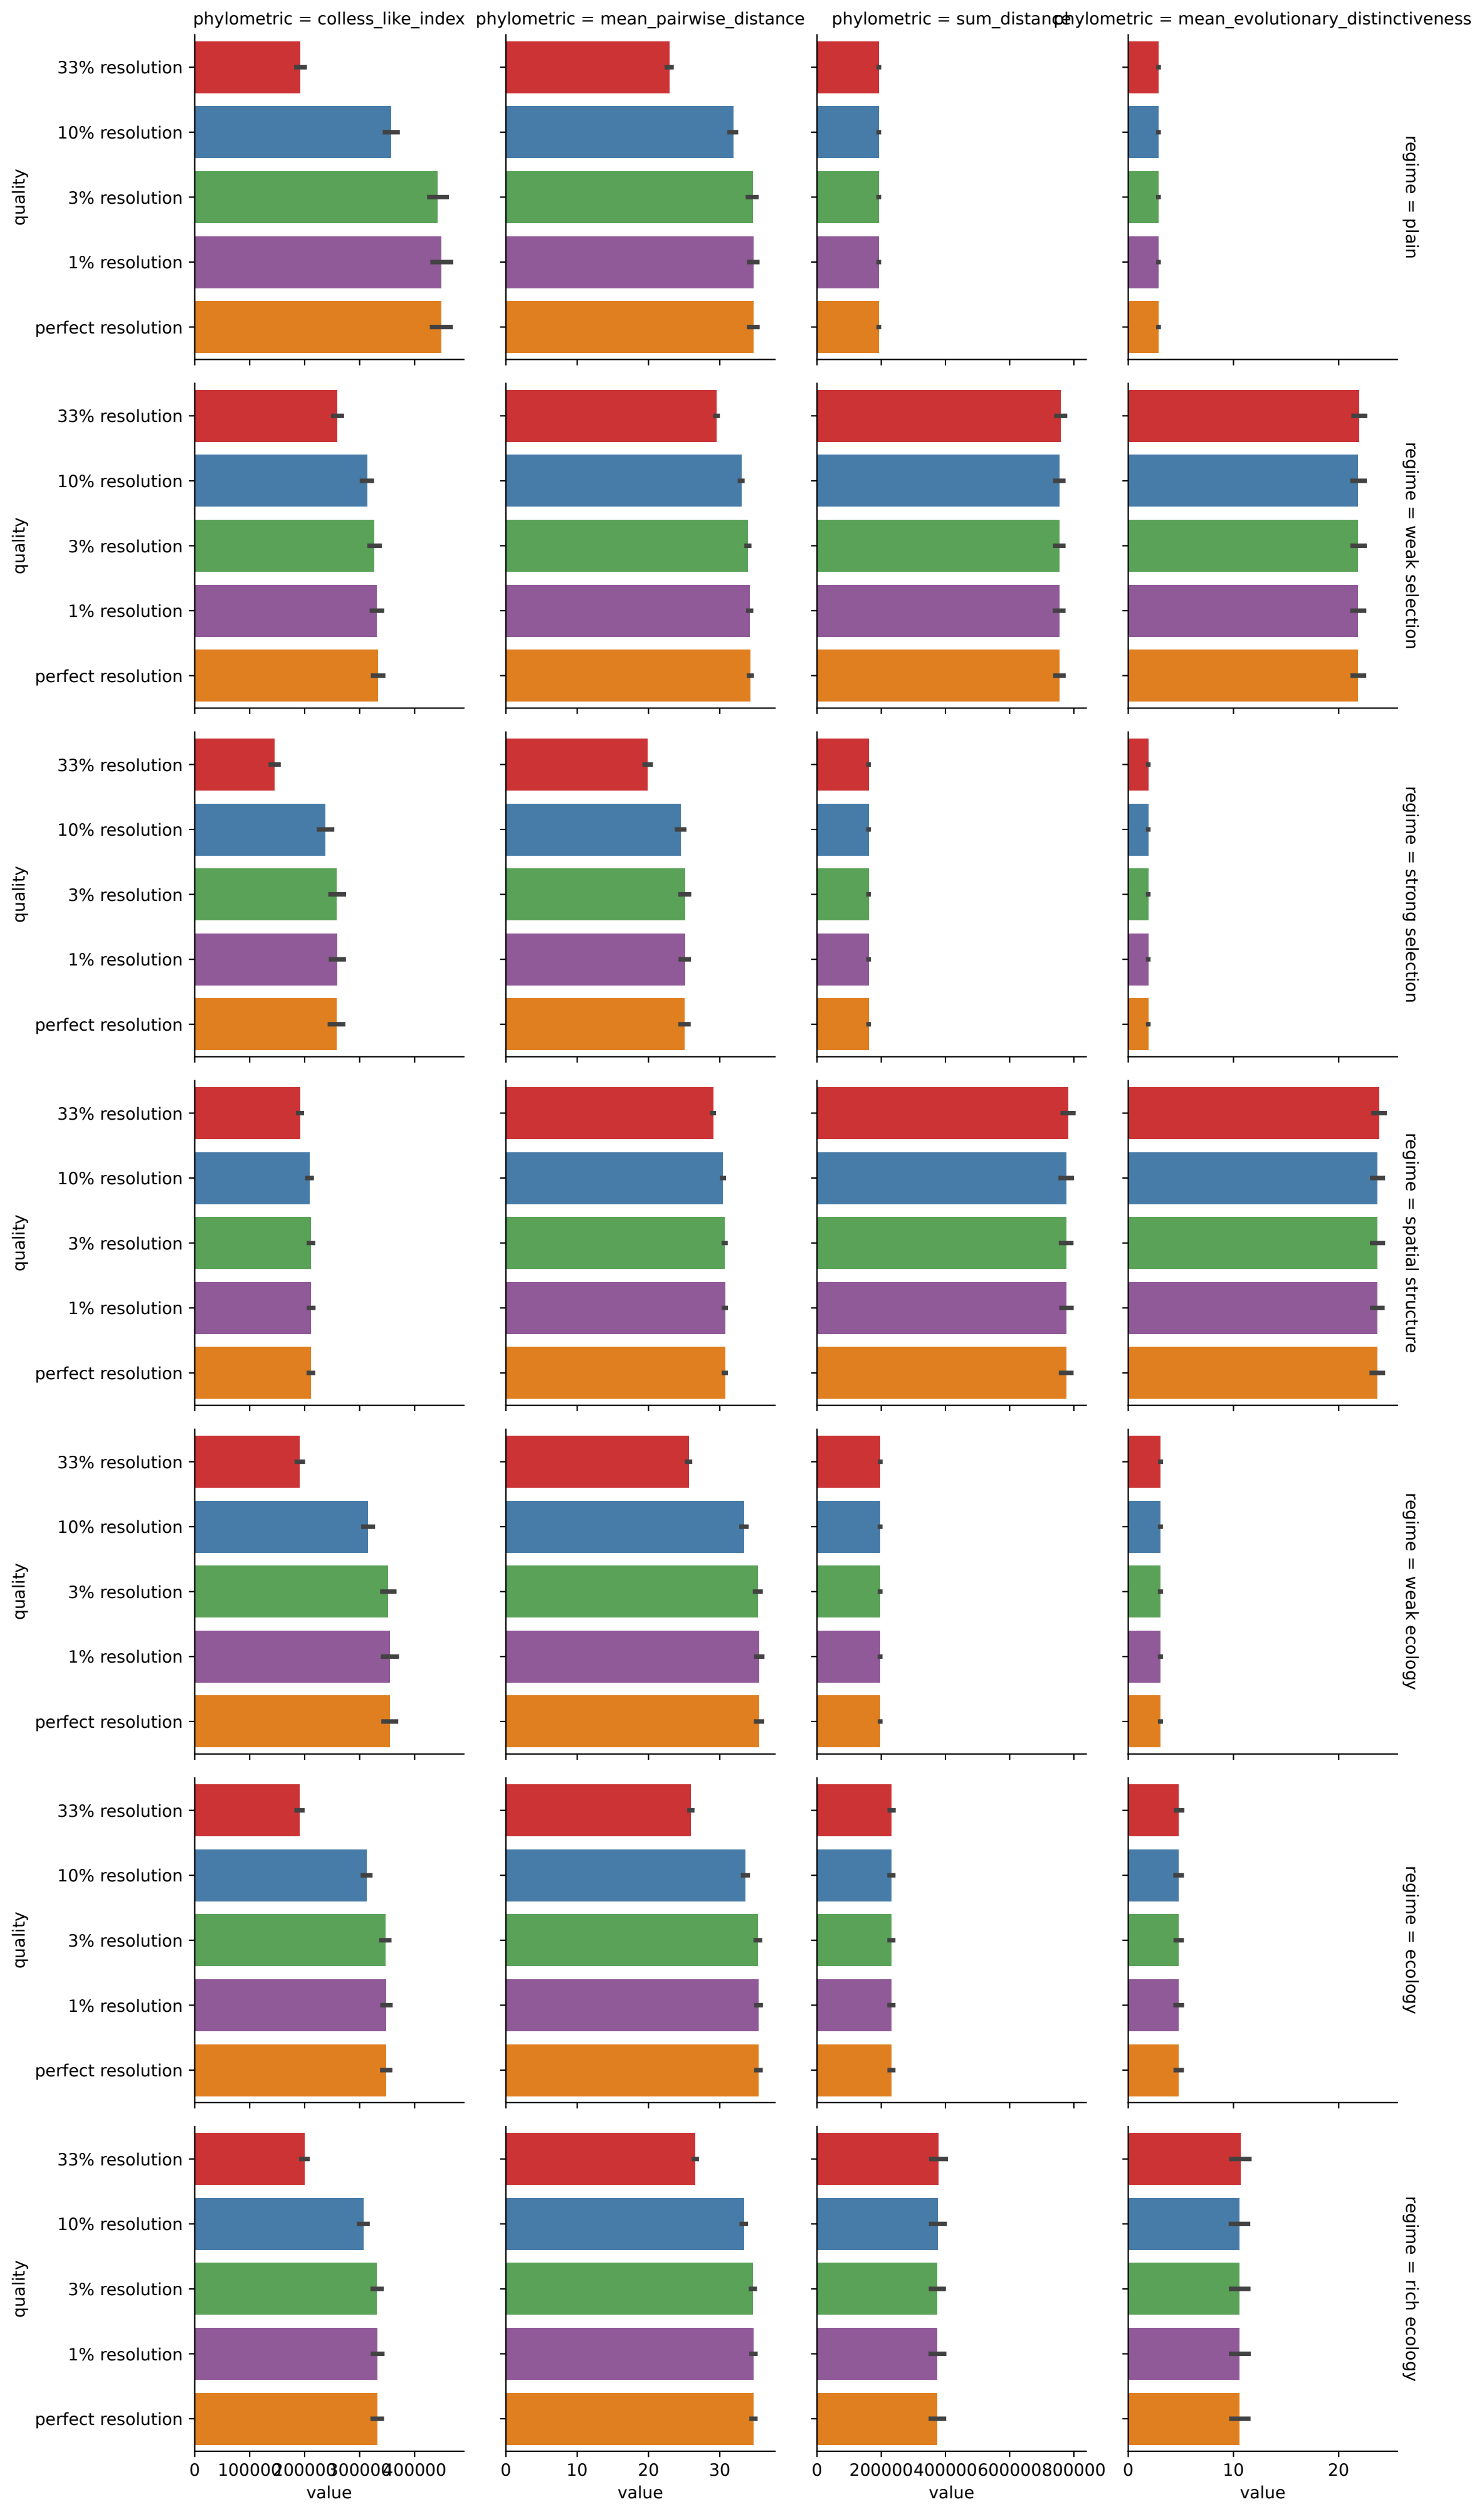 phylometric = colless_like_index
phylometric = mean_pairwise_distance
phylometric = sum_distance
phylometric = mean_evolutionary_distinctiveness
33% resolution
10% resolution
3% resolution
1% resolution
perfect resolution
quality
regime = plain
33% resolution
10% resolution
3% resolution
1% resolution
perfect resolution
quality
regime = weak selection
33% resolution
10% resolution
3% resolution
1% resolution
perfect resolution
quality
regime = strong selection
33% resolution
10% resolution
3% resolution
1% resolution
perfect resolution
quality
regime = spatial structure
33% resolution
10% resolution
3% resolution
1% resolution
perfect resolution
quality
regime = weak ecology
33% resolution
10% resolution
3% resolution
1% resolution
perfect resolution
quality
regime = ecology
33% resolution
10% resolution
3% resolution
1% resolution
perfect resolution
quality
regime = rich ecology
0 100000 200000 300000 400000
0 10 20 30
0 200000 400000 600000 800000
0 10 20
value
value
value
value